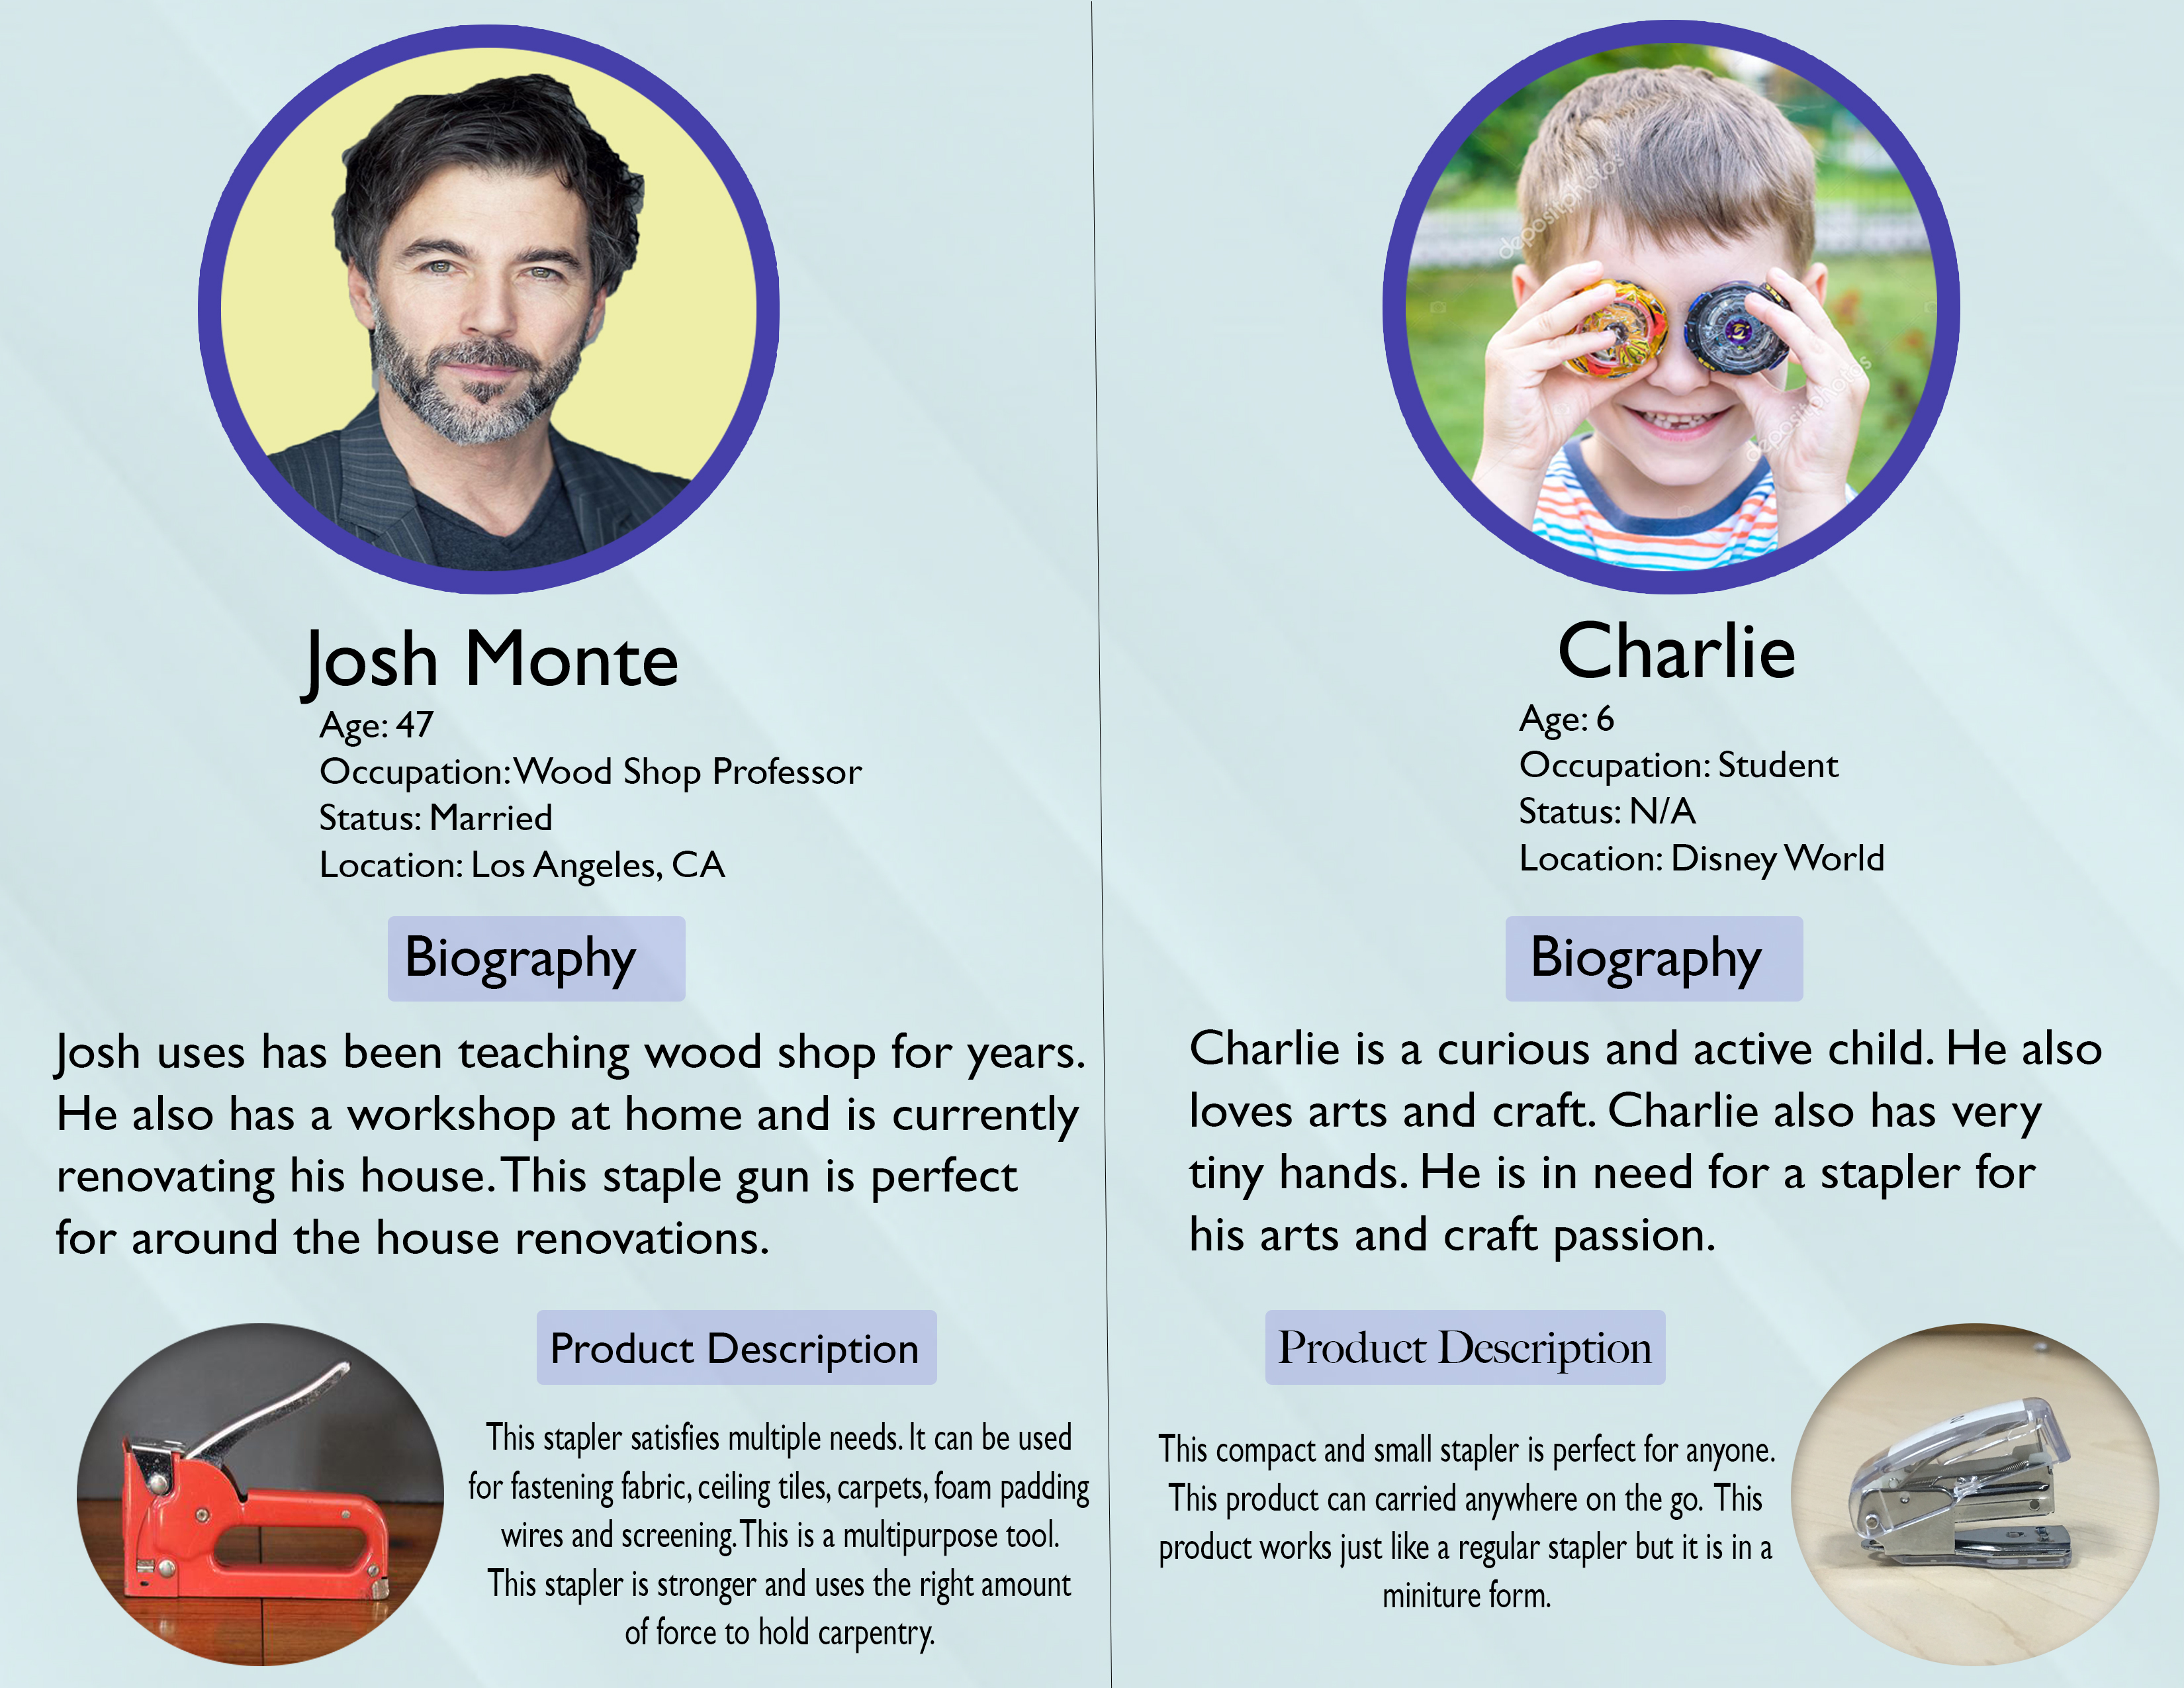 Josh Monte
Age: 47
Occupation: Wood Shop Professor
Status: Married
Location: Los Angeles, CA
Biography
Josh uses has been teaching wood shop for years.
He also has a workshop at home and is currently
renovating his house. This staple gun is perfect
for around the house renovations.
Product Description
This stapler satisfies multiple needs. It can be used
for fastening fabric, ceiling tiles, carpets, foam padding
wires and screening. This is a multipurpose tool.
This stapler is stronger and uses the right amount
of force to hold carpentry.
depositphotos
depositphotos
Charlie
Age: 6
Occupation: Student
Status: N/A
Location: Disney World
Biography
Charlie is a curious and active child. He also
loves arts and craft. Charlie also has very
tiny hands. He is in need for a stapler for
his arts and craft passion.
Product Description
This compact and small stapler is perfect for anyone.
This product can carried anywhere on the go. This
product works just like a regular stapler but it is in a
miniture form.